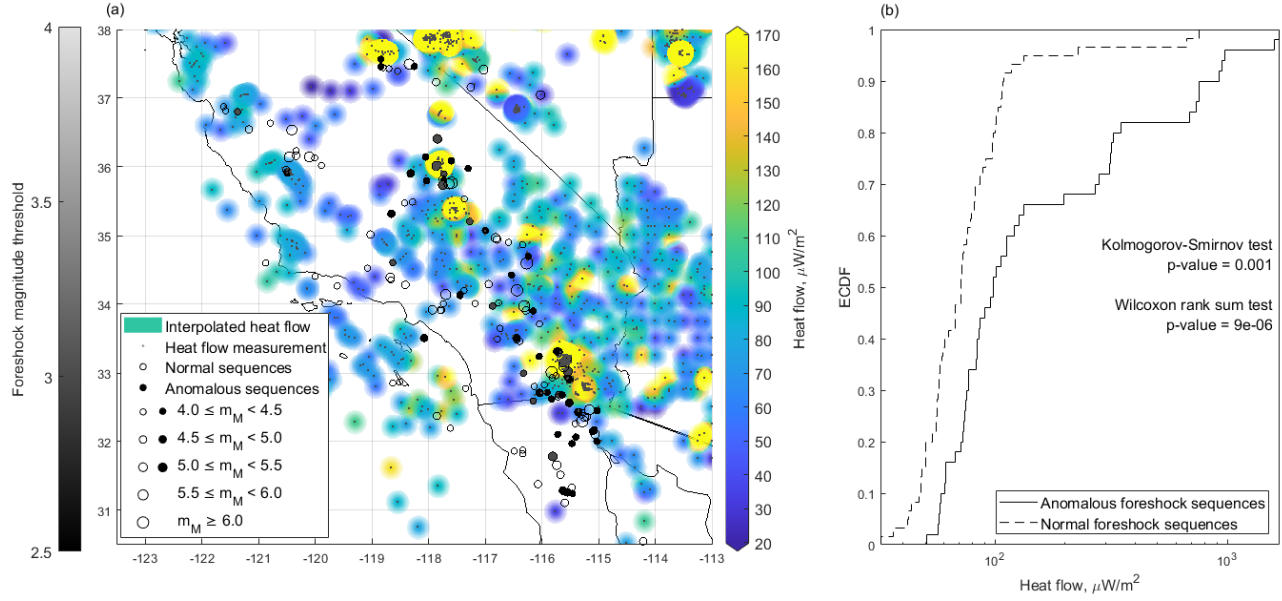 (a)
(b)
4
3.5
3
2.5
Foreshock magnitude threshold
38
37
36
35
34
33
32
31
-123
-122
-121
-120
-119
-118
-117
-116
-115
-114
-113
Interpolated heat flow
Heat flow measurement
Normal sequences
Anomalous sequences
4.0 ≤ m_M < 4.5
4.5 ≤ m_M < 5.0
5.0 ≤ m_M < 5.5
5.5 ≤ m_M < 6.0
m_M ≥ 6.0
170
160
150
140
130
120
110
100
90
80
70
60
50
40
30
20
Heat flow, μW/m²
1
0.9
0.8
0.7
0.6
0.5
0.4
0.3
0.2
0.1
0
ECDF
Kolmogorov-Smirnov test
p-value = 0.001
Wilcoxon rank sum test
p-value = 9e-06
Anomalous foreshock sequences
Normal foreshock sequences
10²
10³
Heat flow, μW/m²